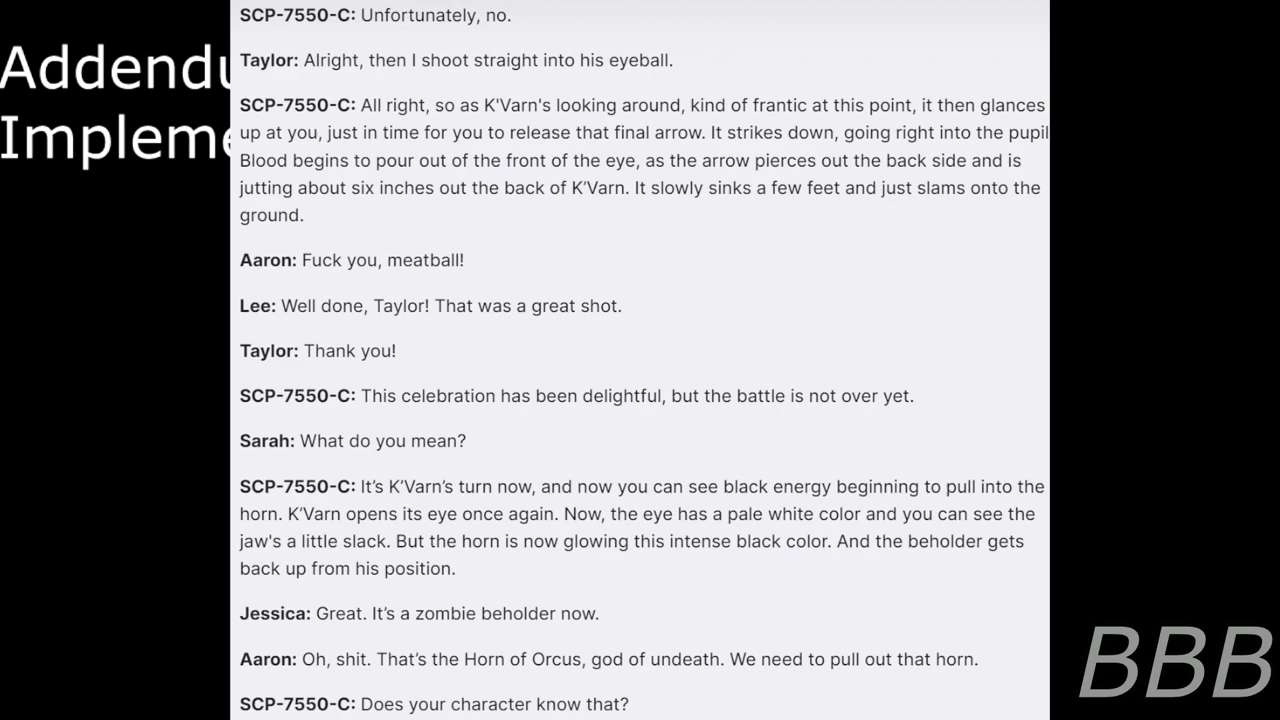 Addendu
Impleme
SCP-7550-C: Unfortunately, no.
Taylor: Alright, then I shoot straight into his eyeball.
SCP-7550-C: All right, so as K'Varn's looking around, kind of frantic at this point, it then glances
up at you, just in time for you to release that final arrow. It strikes down, going right into the pupil
Blood begins to pour out of the front of the eye, as the arrow pierces out the back side and is
jutting about six inches out the back of K’Varn. It slowly sinks a few feet and just slams onto the
ground.
Aaron: Fuck you, meatball!
Lee: Well done, Taylor! That was a great shot.
Taylor: Thank you!
SCP-7550-C: This celebration has been delightful, but the battle is not over yet.
Sarah: What do you mean?
SCP-7550-C: It’s K’Varn’s turn now, and now you can see black energy beginning to pull into the
horn. K’Varn opens its eye once again. Now, the eye has a pale white color and you can see the
jaw's a little slack. But the horn is now glowing this intense black color. And the beholder gets
back up from his position.
Jessica: Great. It’s a zombie beholder now.
Aaron: Oh, shit. That’s the Horn of Orcus, god of undeath. We need to pull out that horn.
SCP-7550-C: Does your character know that?
BBB